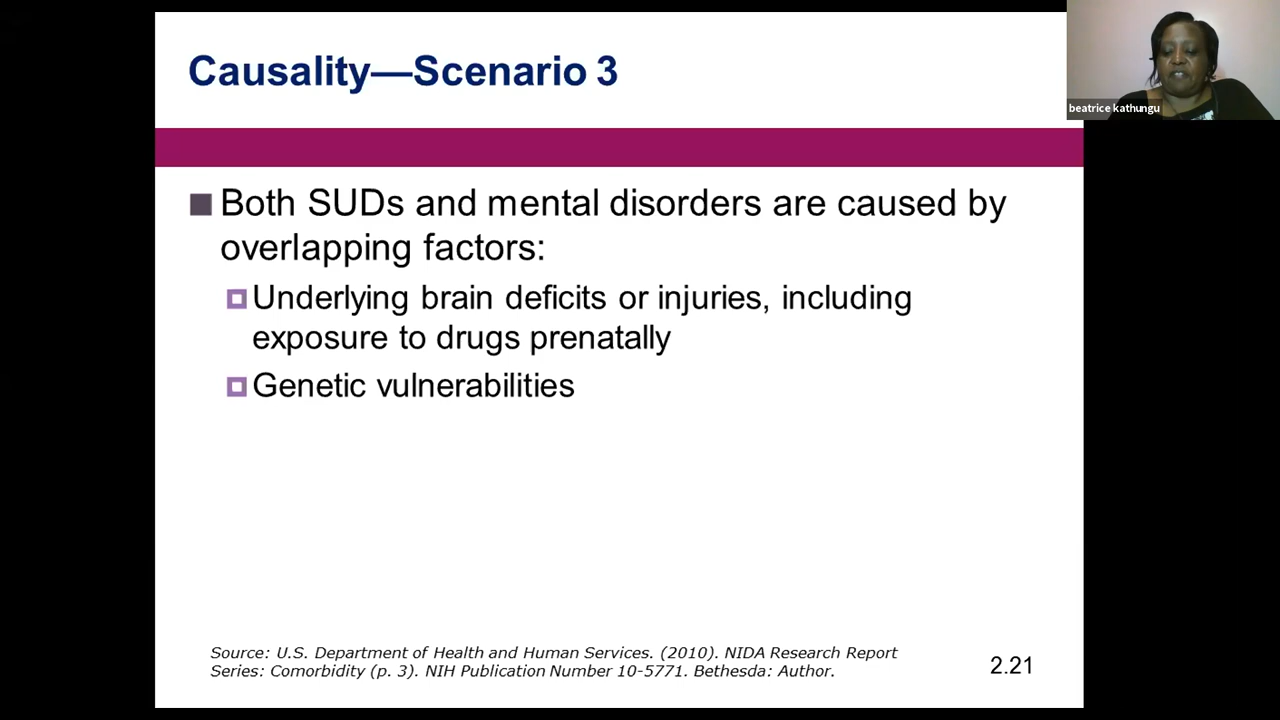 Causality—Scenario 3
beatrice kathungu
Both SUDs and mental disorders are caused by
overlapping factors:
Underlying brain deficits or injuries, including
exposure to drugs prenatally
Genetic vulnerabilities
Source: U.S. Department of Health and Human Services. (2010). NIDA Research Report
Series: Comorbidity (p. 3). NIH Publication Number 10-5771. Bethesda: Author.
2.21